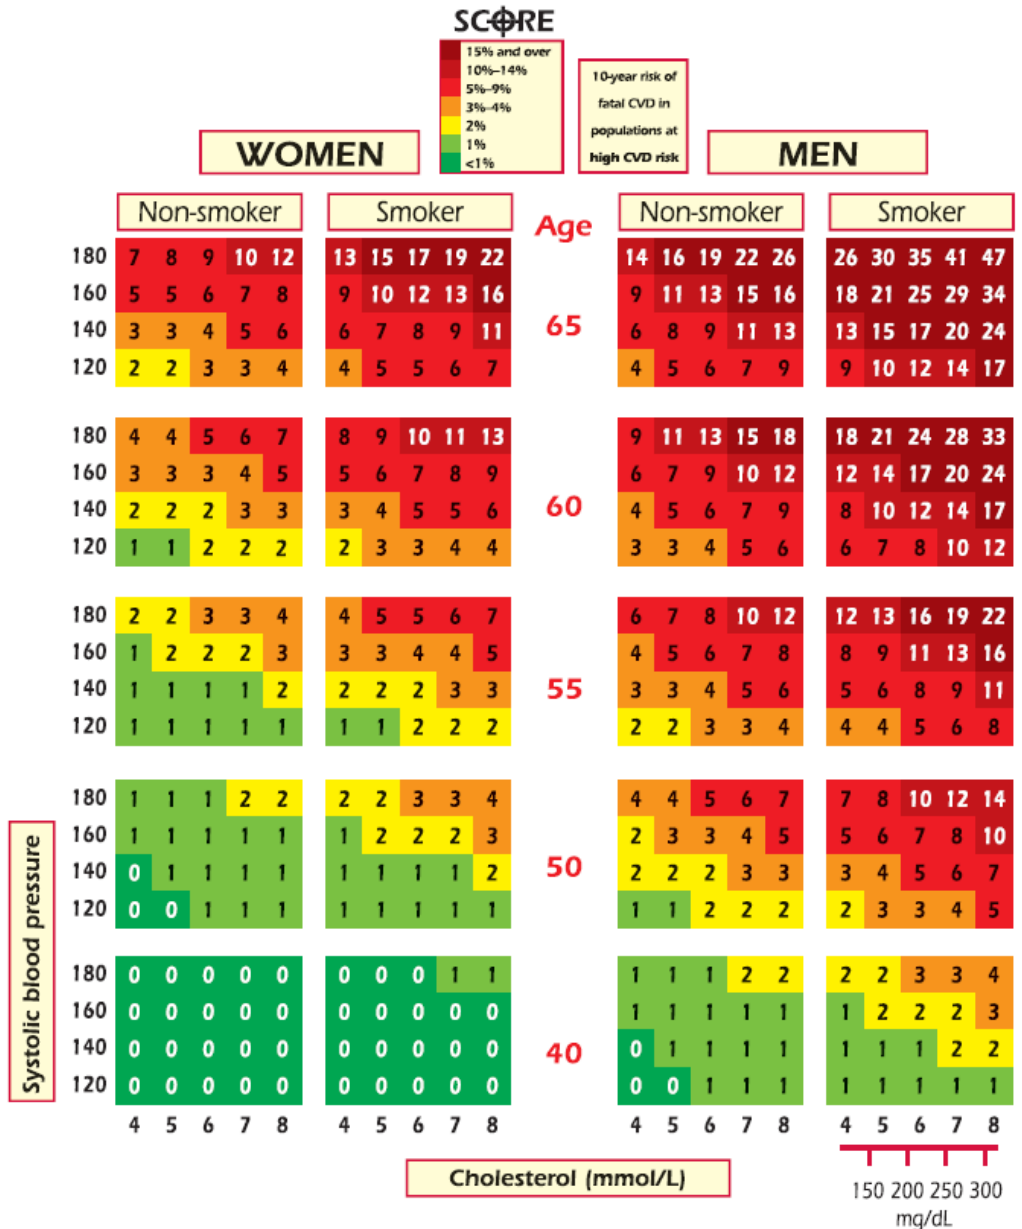 SCORE
15% and over
10%–14%
5%–9%
3%–4%
2%
1%
<1%
10-year risk of
fatal CVD in
populations at
high CVD risk
WOMEN
MEN
Non-smoker Smoker Age Non-smoker Smoker
180 7 8 9 10 12 13 15 17 19 22 14 16 19 22 26 26 30 35 41 47
160 5 5 6 7 8 9 10 12 13 16 9 11 13 15 16 18 21 25 29 34
65
140 3 3 4 5 6 6 7 8 9 11 6 8 9 11 13 13 15 17 20 24
120 2 2 3 3 4 4 5 5 6 7 4 5 6 7 9 9 10 12 14 17
180 4 4 5 6 7 8 9 10 11 13 9 11 13 15 18 18 21 24 28 33
160 3 3 3 4 5 5 6 7 8 9 6 7 9 10 12 12 14 17 20 24
60
140 2 2 2 3 3 3 4 5 5 6 4 5 6 7 9 8 10 12 14 17
120 1 1 2 2 2 2 3 3 4 4 3 3 4 5 6 6 7 8 10 12
180 2 2 3 3 4 4 5 5 6 7 6 7 8 10 12 12 13 16 19 22
160 1 2 2 2 3 3 3 4 4 5 4 5 6 7 8 8 9 11 13 16
55
140 1 1 1 1 2 2 2 2 3 3 3 3 4 5 6 5 6 8 9 11
120 1 1 1 1 1 1 1 2 2 2 2 2 3 3 4 4 4 5 6 8
180 1 1 1 2 2 2 2 3 3 4 4 4 5 6 7 7 8 10 12 14
160 1 1 1 1 1 1 2 2 2 3 2 3 3 4 5 5 6 7 8 10
50
140 0 1 1 1 1 1 1 1 1 2 2 2 2 3 3 3 4 5 6 7
120 0 0 1 1 1 1 1 1 1 1 1 1 2 2 2 2 3 3 4 5
180 0 0 0 0 0 0 0 0 1 1 1 1 1 2 2 2 2 3 3 4
160 0 0 0 0 0 0 0 0 0 0 1 1 1 1 1 1 2 2 2 3
40
140 0 0 0 0 0 0 0 0 0 0 0 1 1 1 1 1 1 1 2 2
120 0 0 0 0 0 0 0 0 0 0 0 0 1 1 1 1 1 1 1 1
4 5 6 7 8 4 5 6 7 8 4 5 6 7 8 4 5 6 7 8
Systolic blood pressure
Cholesterol (mmol/L)
150 200 250 300
mg/dL